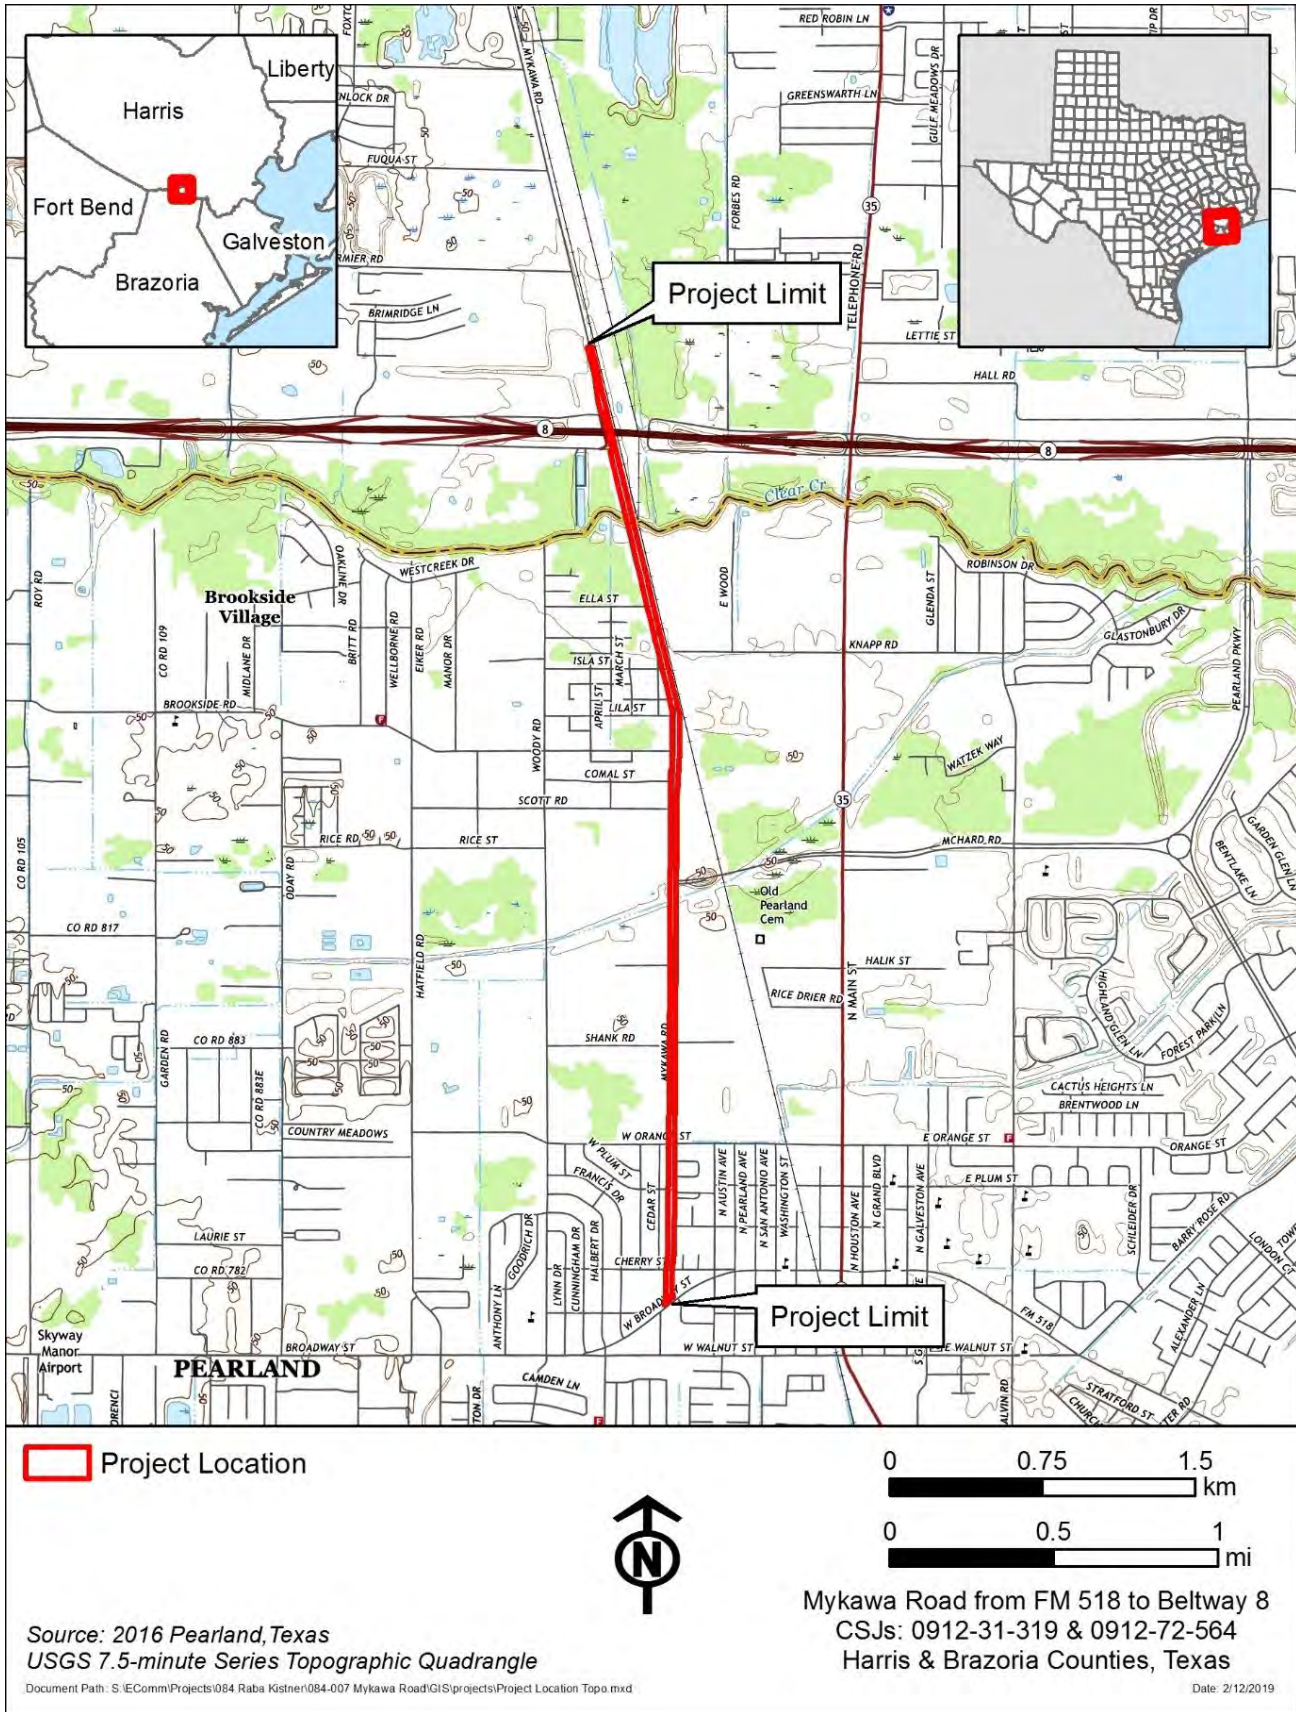 RED ROBIN LN
MYKAWA RD
GREENSWARTH LN
GULF MEADOWS DR
Liberty
Harris
Fort Bend
Galveston
Brazoria
FUQUA ST
50
FORBES RD
35
TELEPHONE RD
Project Limit
BRIMRIDGE LN
LETTIE ST
HALL RD
8
8
Clear Cr
50
ROY RD
OAKLINE DR
WESTCREEK DR
ROBINSON DR
Brookside
Village
ELLA ST
E WOOD
GLENDA ST
GLASTONBURY DR
CO RD 109
MIDLANE DR
BRITT RD
WELLBORNE RD
EIKER RD
MANOR DR
ISLA ST
MARCH ST
KNAPP RD
PEARLAND PKWY
BROOKSIDE RD
APRIL ST
LILA ST
WOODY RD
WATZEK WAY
COMAL ST
SCOTT RD
35
RICE RD
RICE ST
MCHARD RD
GARDEN GLEN LN
BENTLAKE LN
CO RD 105
ODAY RD
Old
Pearland
Cem
CO RD 817
HATFIELD RD
HALIK ST
RICE DRIER RD
N MAIN ST
HIGHLAND GLEN LN
FOREST PARK LN
GARDEN RD
CO RD 883
SHANK RD
MYKAWA RD
CO RD 883E
CACTUS HEIGHTS LN
BRENTWOOD LN
COUNTRY MEADOWS
W ORANGE ST
E ORANGE ST
F
ORANGE ST
W PLUM ST
FRANCIS DR
CEDAR ST
N AUSTIN AVE
N PEARLAND AVE
N SAN ANTONIO AVE
WASHINGTON ST
N HOUSTON AVE
N GRAND BLVD
N GALVESTON AVE
E PLUM ST
SCHLEIDER DR
BARRY ROSE RD
LONDON CT
LAURIE ST
GOODRICH DR
CO RD 782
ANTHONY LN
LYNN DR
CUNNINGHAM DR
HALBERT DR
CHERRY ST
W BROADWAY ST
Project Limit
FM 518
ALEXANDER LN
Skyway
Manor
Airport
BROADWAY ST
W WALNUT ST
E WALNUT ST
PEARLAND
CAMDEN LN
STRATFORD ST
Project Location
0 0.75 1.5
km
0 0.5 1
mi
N
Mykawa Road from FM 518 to Beltway 8
CSJs: 0912-31-319 & 0912-72-564
Harris & Brazoria Counties, Texas
Source: 2016 Pearland,Texas
USGS 7.5-minute Series Topographic Quadrangle
Document Path: S:\EComm\Projects\084 Raba Kistner\084-007 Mykawa Road\GIS\projects\Project Location Topo.mxd
Date: 2/12/2019